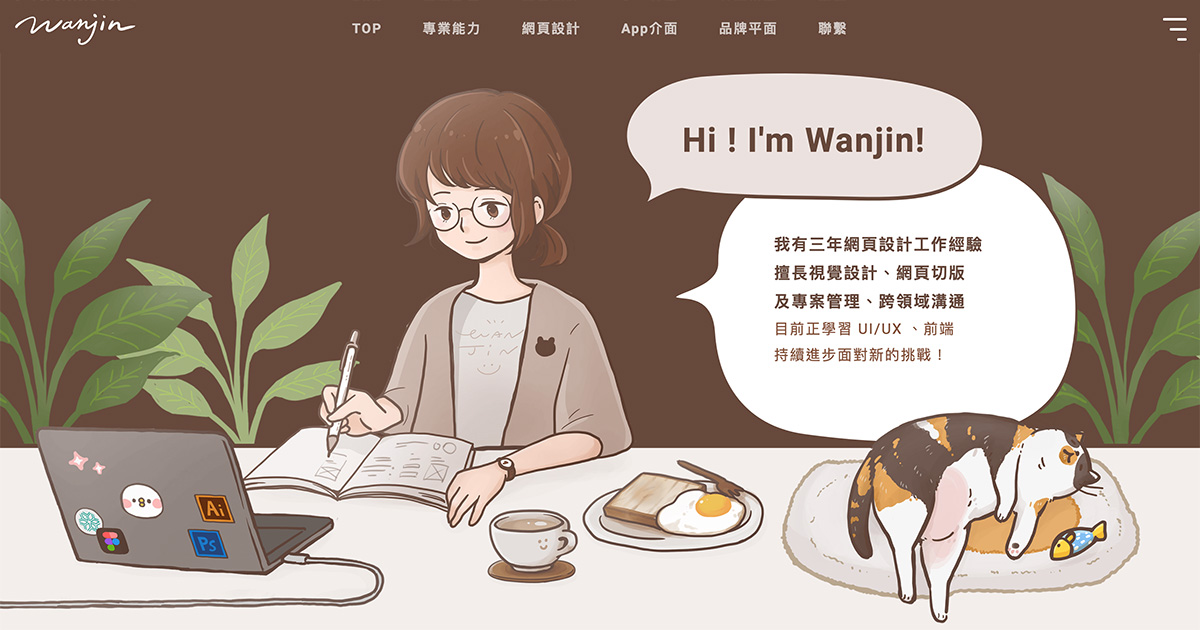 Wanjin
TOP 專業能力 網頁設計 App介面 品牌平面 聯繫
Hi ! I'm Wanjin!
我有三年網頁設計工作經驗
擅長視覺設計、網頁切版
及專案管理、跨領域溝通
目前正學習 UI/UX 、前端
持續進步面對新的挑戰！
WAN
JIN
Ai
Ps